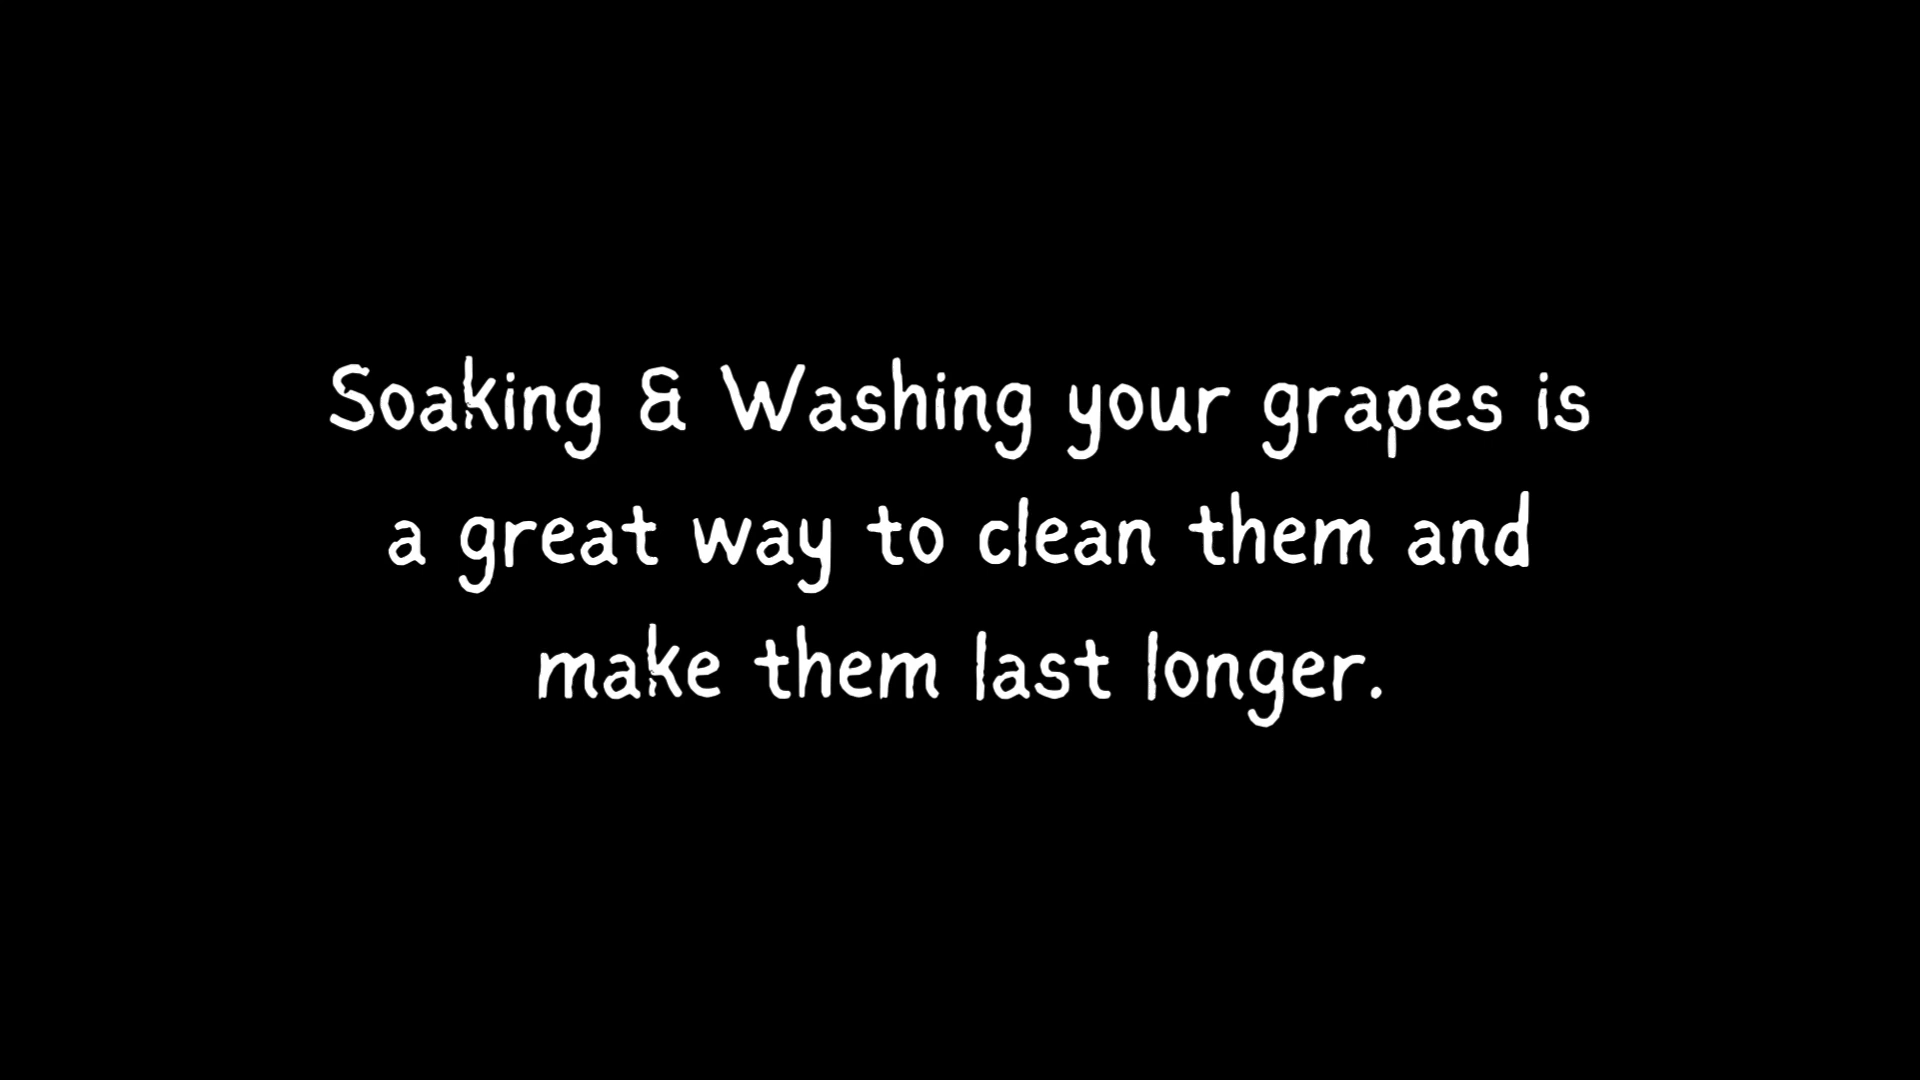 Soaking & Washing your grapes is
a great way to clean them and
make them last longer.